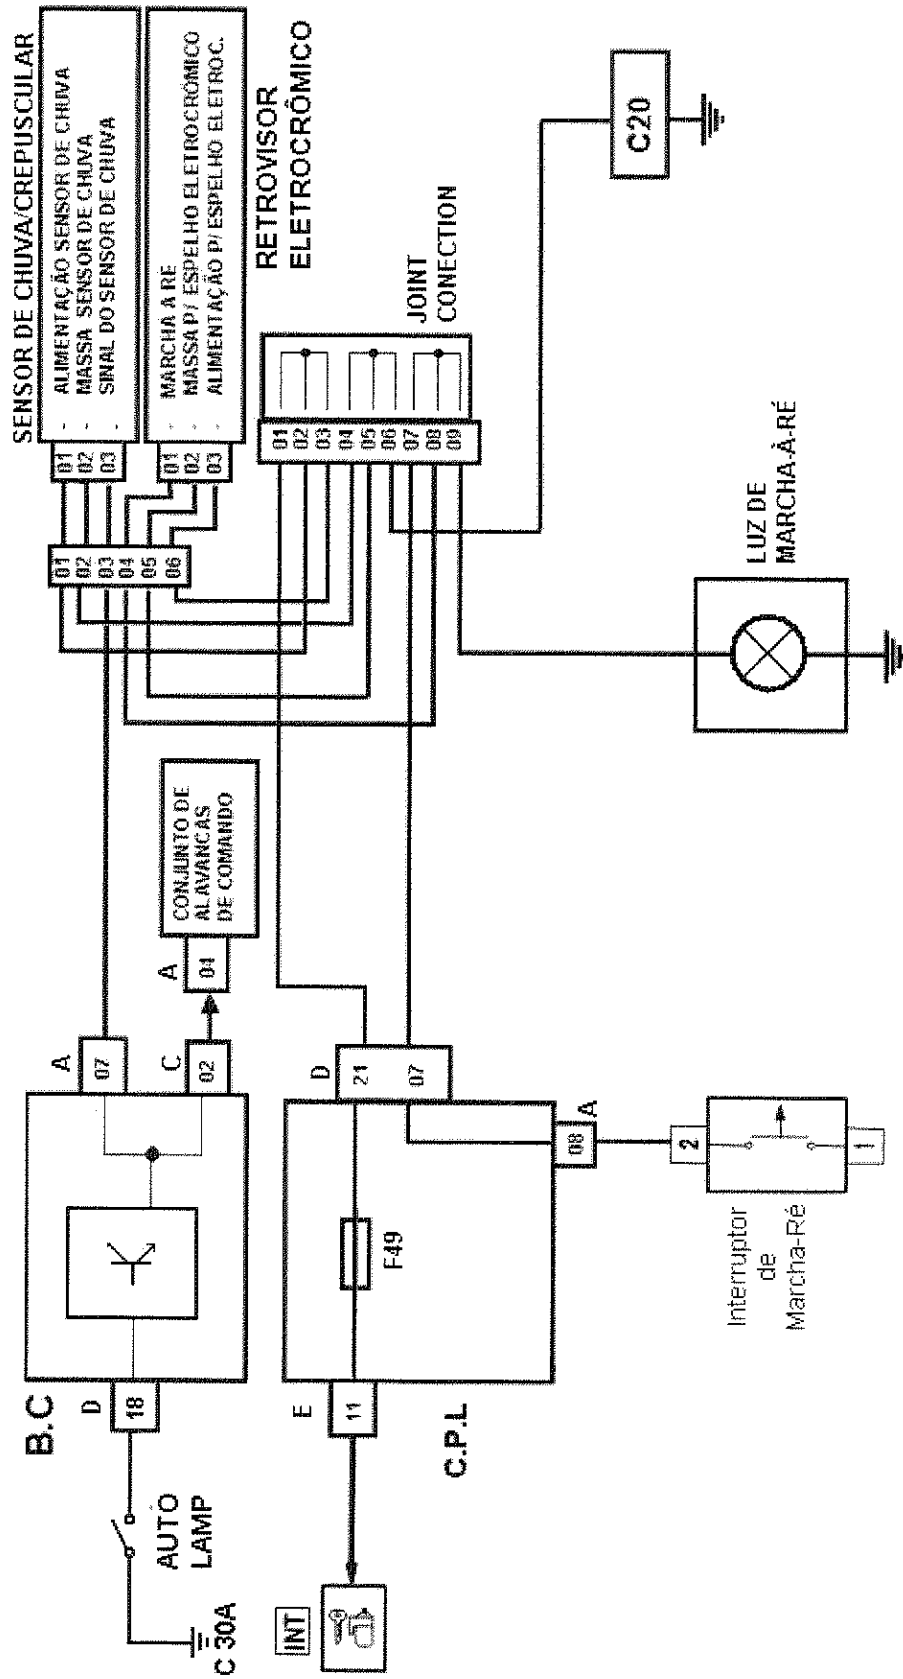 SENSOR DE CHUVA/CREPUSCULAR
01
02
03
- ALIMENTAÇÃO SENSOR DE CHUVA
- MASSA SENSOR DE CHUVA
- SINAL DO SENSOR DE CHUVA
01
02
03
- MARCHA A RE
- MASSA P/ ESPELHO ELETROCRÔMICO
- ALIMENTAÇÃO P/ ESPELHO ELETROC.
RETROVISOR
ELETROCRÔMICO
01
02
03
04
05
06
B.C
D
18
AUTO
LAMP
C 30A
A
07
C
02
A
04
CONJUNTO DE
ALAVANCAS
DE COMANDO
01
02
03
04
05
06
07
08
09
JOINT
CONECTION
C20
INT
E
11
C.P.L
F49
D
21
07
08
A
2
1
Interruptor
de
Marcha-Ré
LUZ DE
MARCHA-À-RÉ